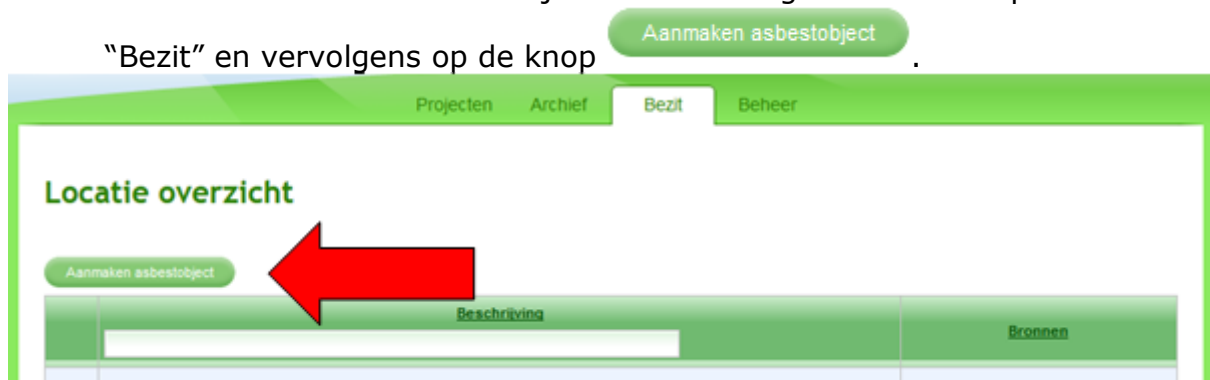 “Bezit” en vervolgens op de knop Aanmaken asbestobject .
Projecten Archief Bezit Beheer
Locatie overzicht
Aanmaken asbestobject
Beschrijving
Bronnen